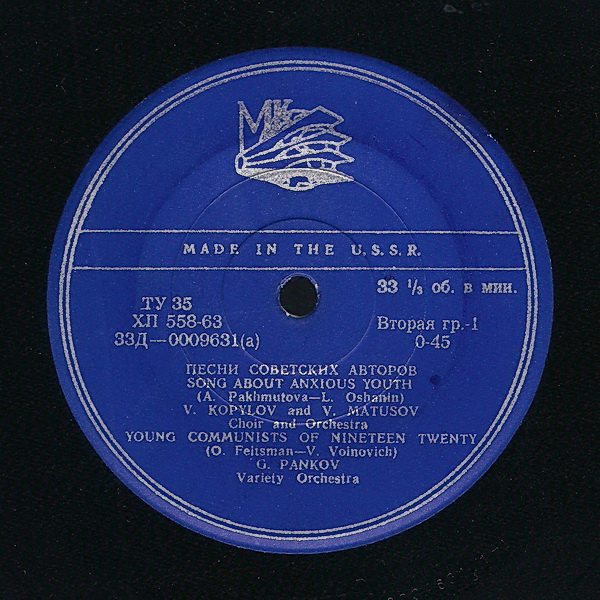 МК
MADE IN THE U.S.S.R.
33 ⅓ об. в мин.
ТУ 35
ХП 558-63
33Д—0009631(а)
Вторая гр.-1
0-45
ПЕСНИ СОВЕТСКИХ АВТОРОВ
SONG ABOUT ANXIOUS YOUTH
(A. Pakhmutova—L. Oshanin)
V. KOPYLOV and V. MATUSOV
Choir and Orchestra
YOUNG COMMUNISTS OF NINETEEN TWENTY
(O. Feltsman—V. Voinovich)
G. PANKOV
Variety Orchestra